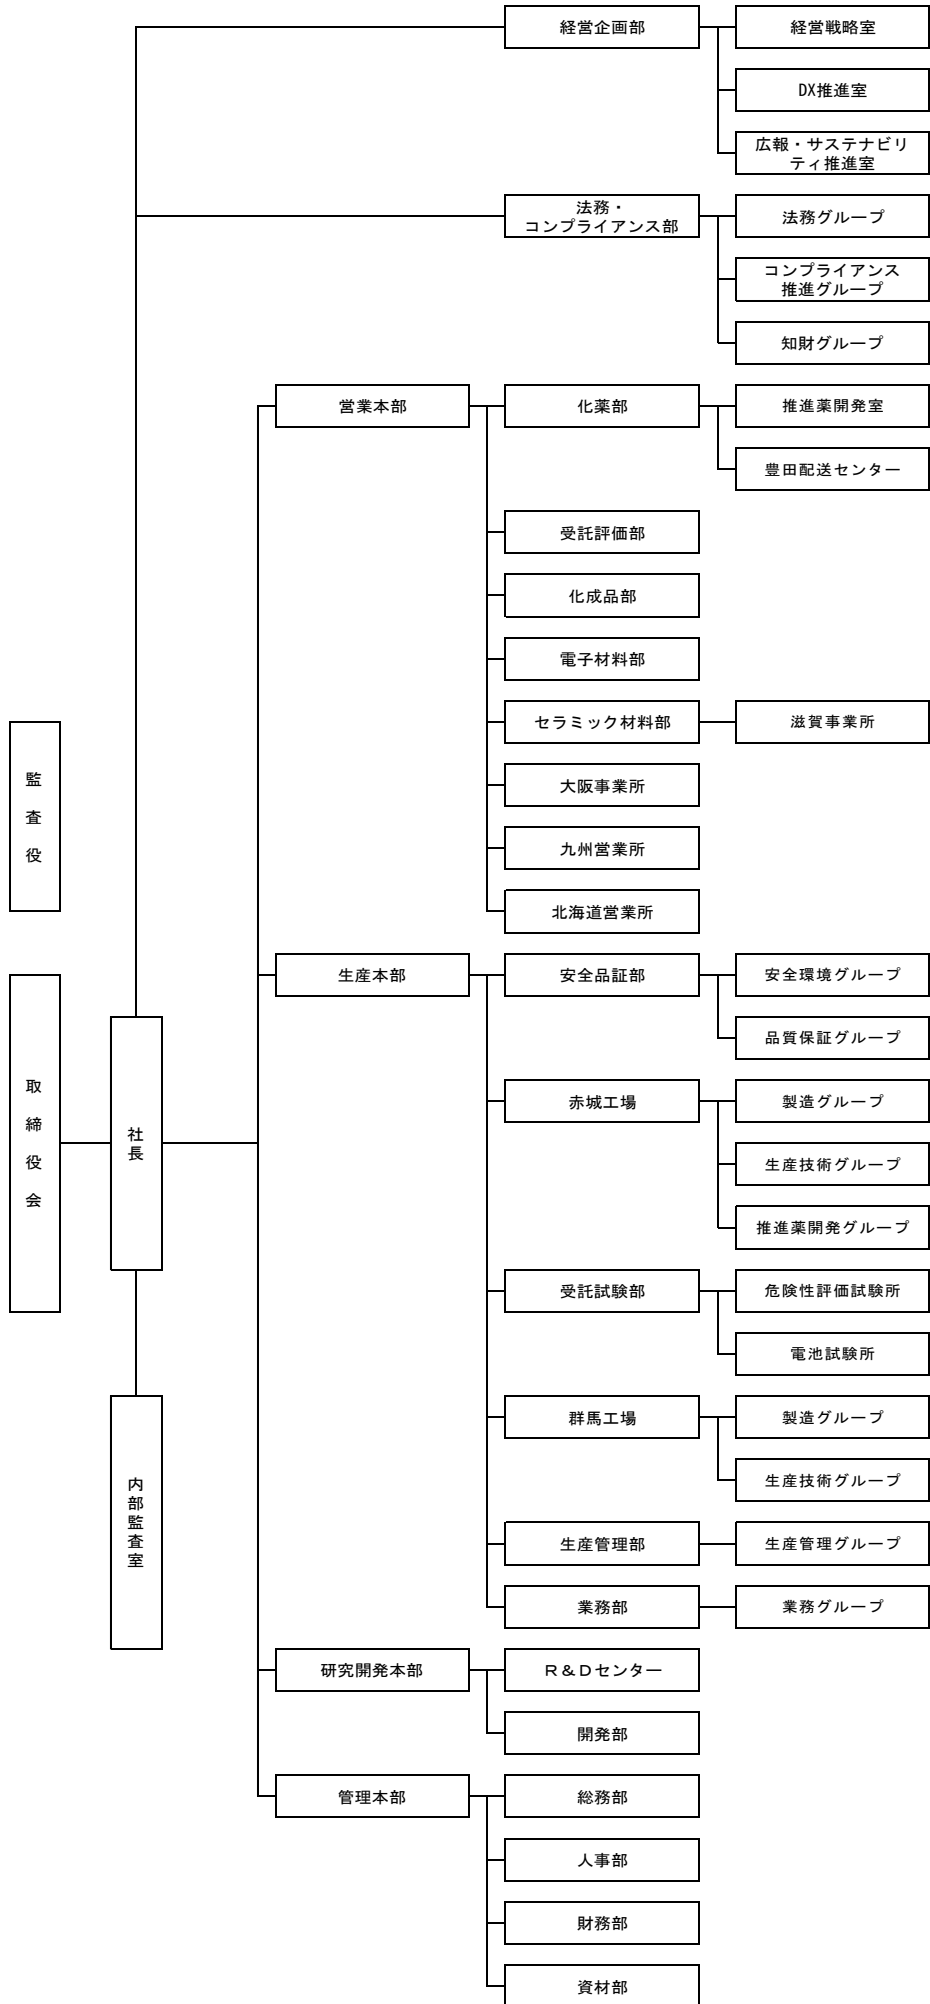 経営企画部
経営戦略室
DX推進室
広報・サステナビリ
ティ推進室
法務・
コンプライアンス部
法務グループ
コンプライアンス
推進グループ
知財グループ
営業本部
化薬部
推進薬開発室
豊田配送センター
受託評価部
化成品部
電子材料部
セラミック材料部
滋賀事業所
大阪事業所
九州営業所
北海道営業所
監査役
取締役会
社長
内部監査室
生産本部
安全品証部
安全環境グループ
品質保証グループ
赤城工場
製造グループ
生産技術グループ
推進薬開発グループ
受託試験部
危険性評価試験所
電池試験所
群馬工場
製造グループ
生産技術グループ
生産管理部
生産管理グループ
業務部
業務グループ
研究開発本部
R&Dセンター
開発部
管理本部
総務部
人事部
財務部
資材部